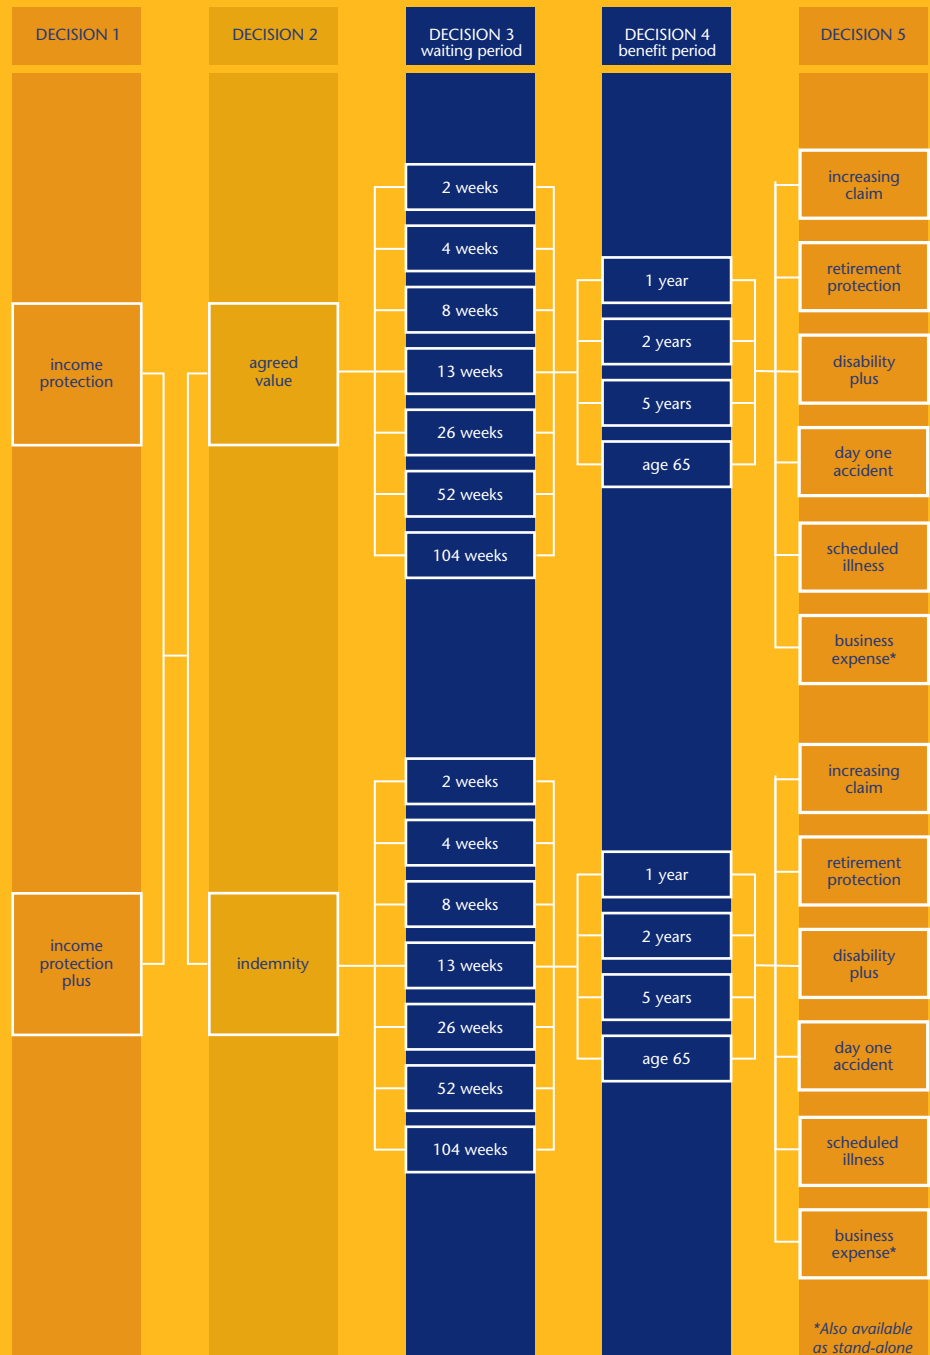 DECISION 1
DECISION 2
DECISION 3
waiting period
DECISION 4
benefit period
DECISION 5
income
protection
income
protection
plus
agreed
value
indemnity
2 weeks
4 weeks
8 weeks
13 weeks
26 weeks
52 weeks
104 weeks
2 weeks
4 weeks
8 weeks
13 weeks
26 weeks
52 weeks
104 weeks
1 year
2 years
5 years
age 65
1 year
2 years
5 years
age 65
increasing
claim
retirement
protection
disability
plus
day one
accident
scheduled
illness
business
expense*
increasing
claim
retirement
protection
disability
plus
day one
accident
scheduled
illness
business
expense*
*Also available
as stand-alone